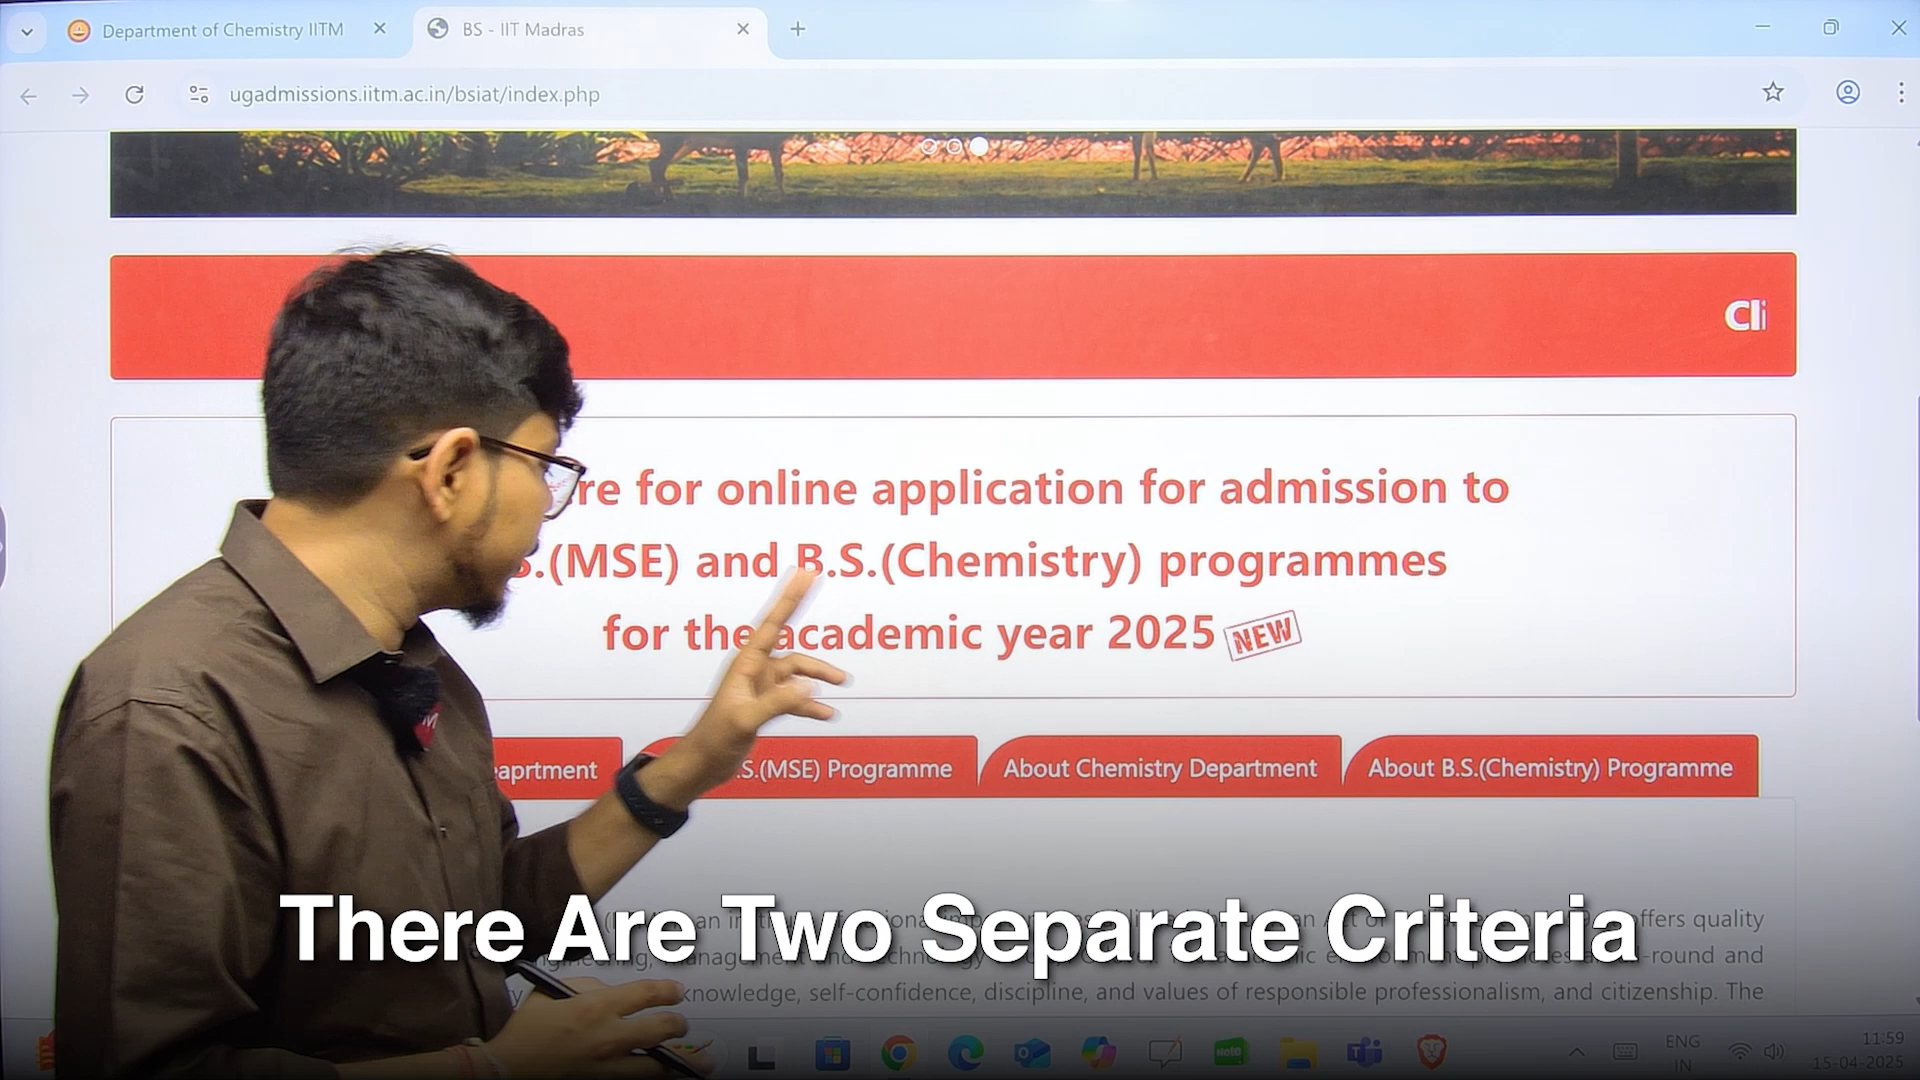 Department of Chemistry IITM
BS - IIT Madras
ugadmissions.iitm.ac.in/bsiat/index.php
Cli
re for online application for admission to
S.(MSE) and B.S.(Chemistry) programmes
for the academic year 2025 NEW
eaprtment
.S.(MSE) Programme
About Chemistry Department
About B.S.(Chemistry) Programme
There Are Two Separate Criteria
ffers quality
-round and
knowledge, self-confidence, discipline, and values of responsible professionalism, and citizenship. The
ENG
IN
11:59
15-04-2025